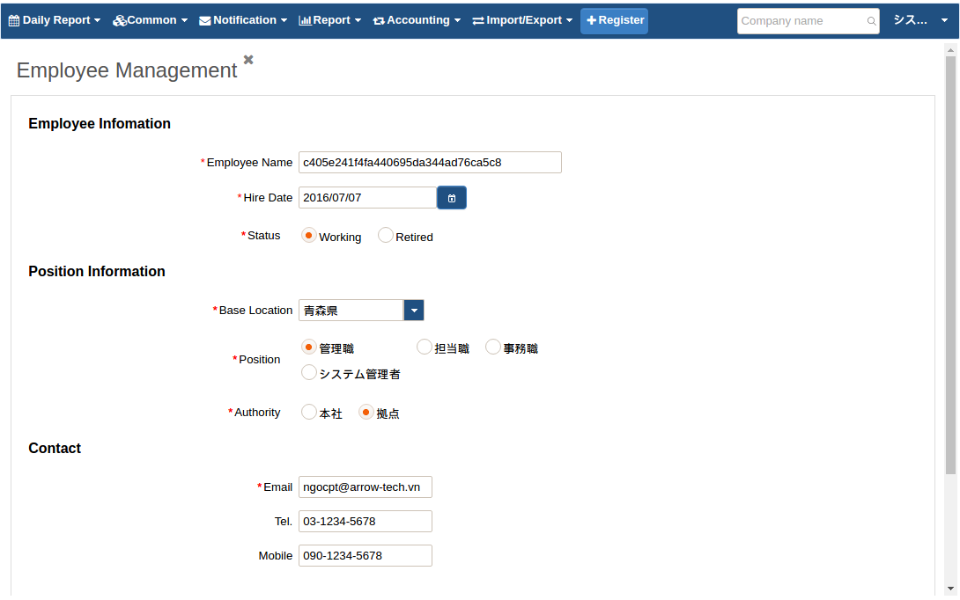 Daily Report Common Notification Report Accounting Import/Export Register Company name シス...
Employee Management
Employee Infomation
*Employee Name c405e241f4fa440695da344ad76ca5c8
*Hire Date 2016/07/07
*Status Working Retired
Position Information
*Base Location 青森県
*Position 管理職 担当職 事務職
システム管理者
*Authority 本社 拠点
Contact
*Email ngocpt@arrow-tech.vn
Tel. 03-1234-5678
Mobile 090-1234-5678